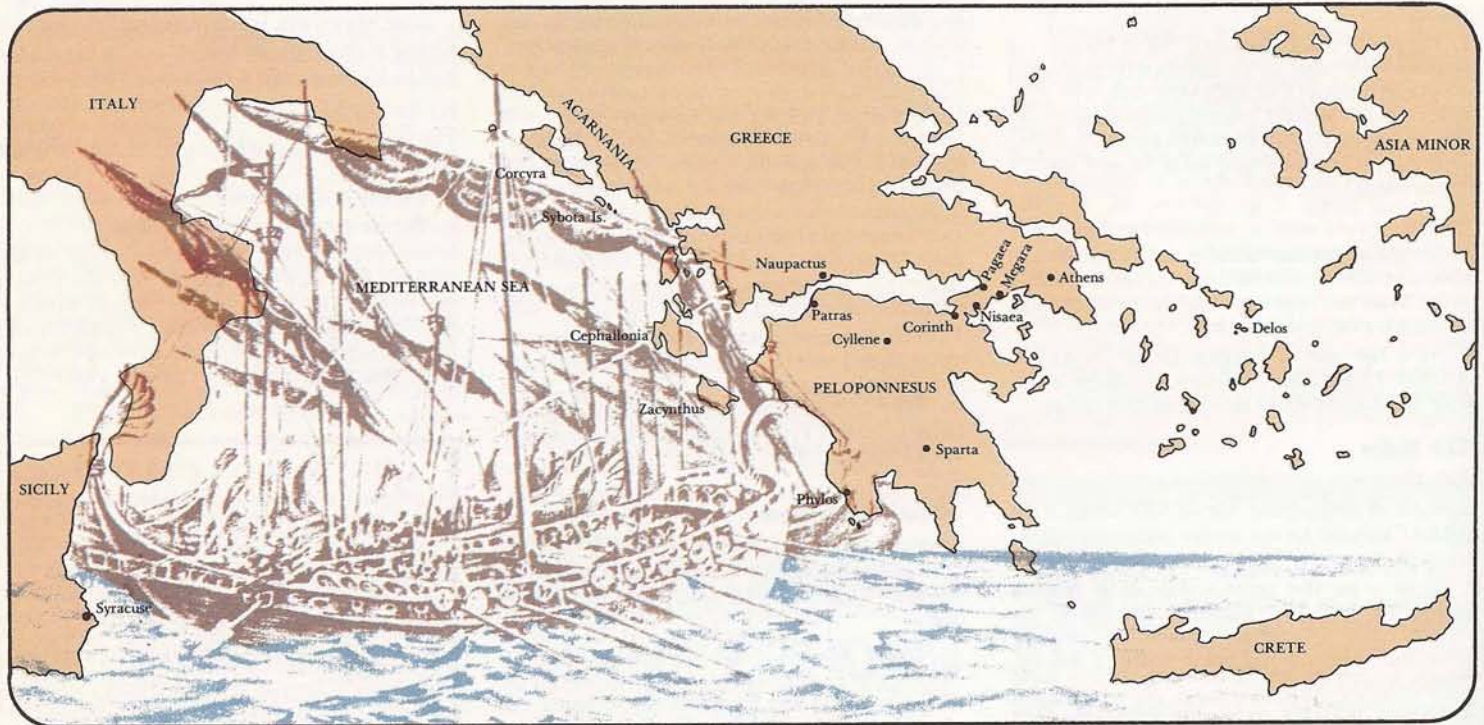 ITALY
ACARNANIA
GREECE
ASIA MINOR
Corcyra
Sybota Is.
MEDITERRANEAN SEA
Naupactus
Pagaea
Megara
Athens
Patras
Corinth
Nisaea
Delos
Cephallonia
Cyllene
PELOPONNESUS
Zacynthus
Sparta
SICILY
Phylos
Syracuse
CRETE